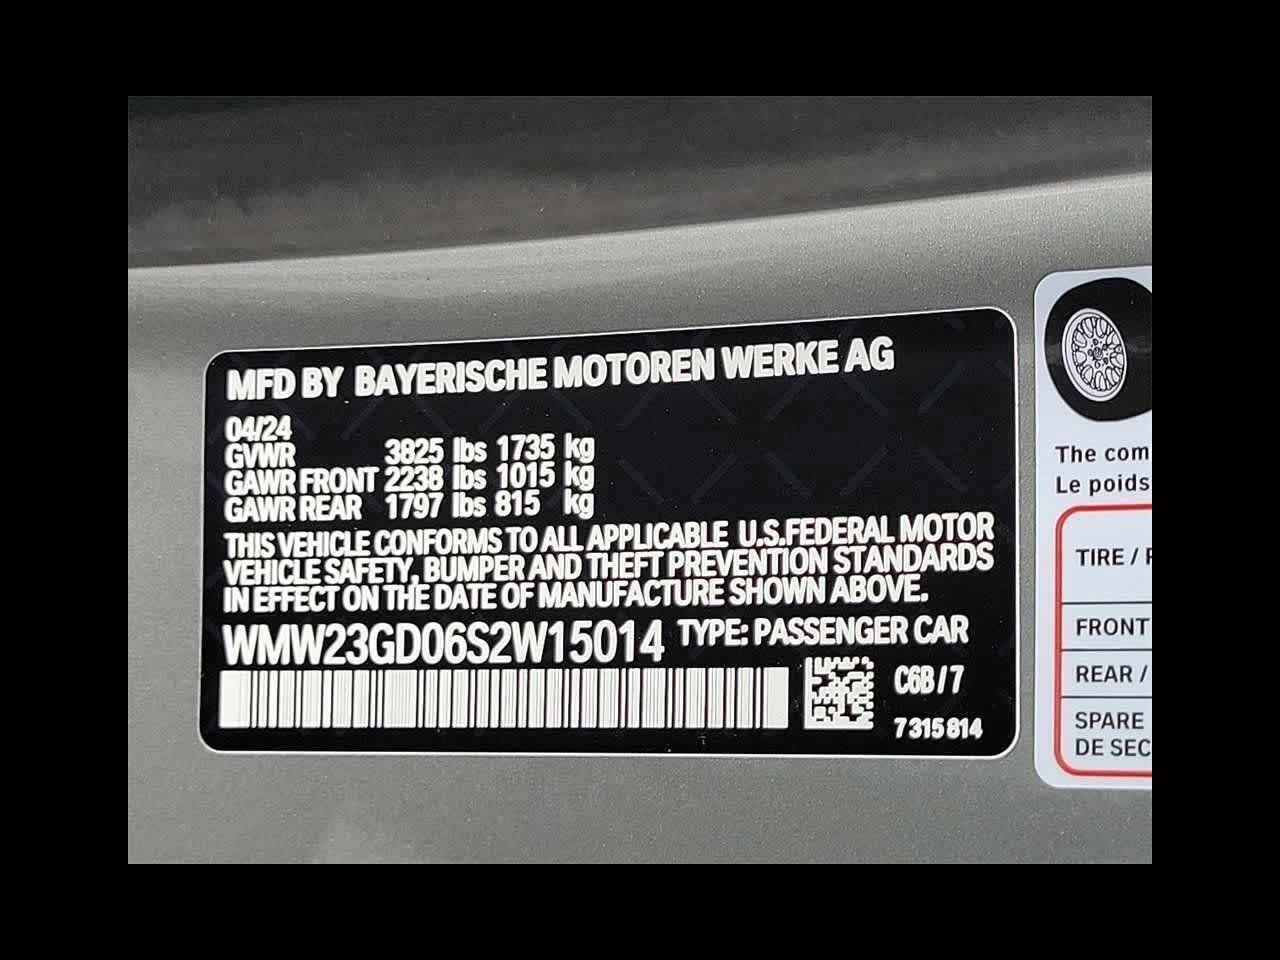 MFD BY BAYERISCHE MOTOREN WERKE AG
04/24
GVWR 3825 lbs 1735 kg
GAWR FRONT 2238 lbs 1015 kg
GAWR REAR 1797 lbs 815 kg
THIS VEHICLE CONFORMS TO ALL APPLICABLE U.S.FEDERAL MOTOR
VEHICLE SAFETY, BUMPER AND THEFT PREVENTION STANDARDS
IN EFFECT ON THE DATE OF MANUFACTURE SHOWN ABOVE.
WMW23GD06S2W15014 TYPE: PASSENGER CAR
C6B/7
7315814
The com
Le poids
TIRE /
FRONT
REAR /
SPARE
DE SEC